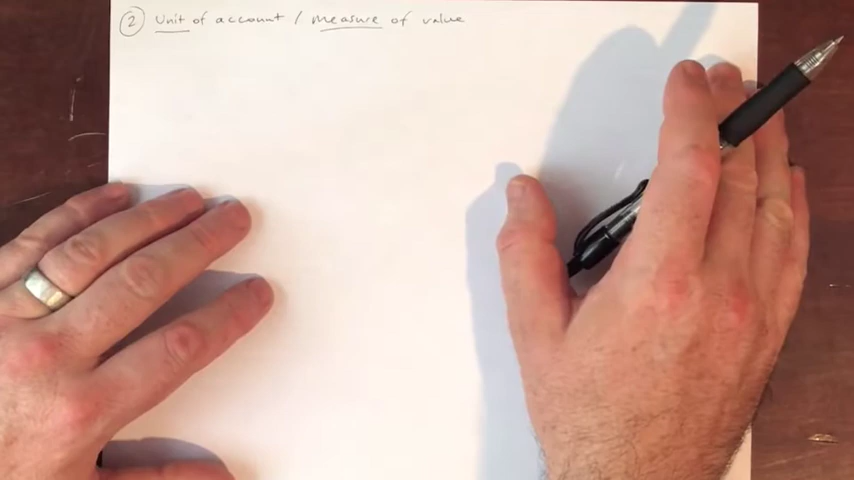 ② Unit of account / Measure of value